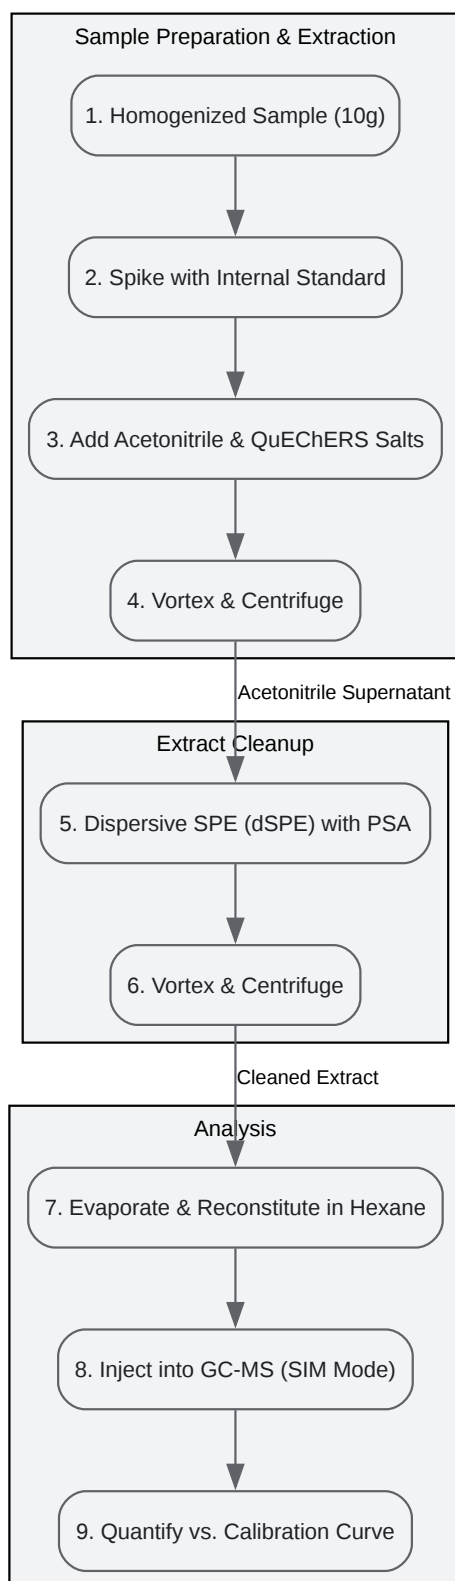 Sample Preparation & Extraction
1. Homogenized Sample (10g)
2. Spike with Internal Standard
3. Add Acetonitrile & QuEChERS Salts
4. Vortex & Centrifuge
Acetonitrile Supernatant
Extract Cleanup
5. Dispersive SPE (dSPE) with PSA
6. Vortex & Centrifuge
Cleaned Extract
Analysis
7. Evaporate & Reconstitute in Hexane
8. Inject into GC-MS (SIM Mode)
9. Quantify vs. Calibration Curve